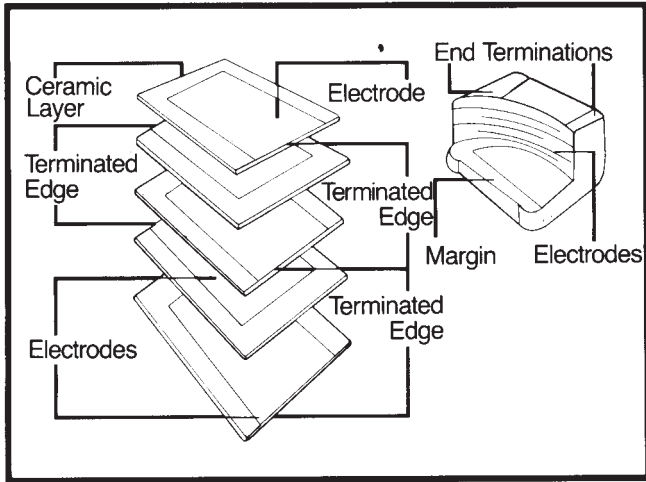 End Terminations
Ceramic
Layer
Electrode
Terminated
Edge
Terminated
Edge
Margin
Electrodes
Terminated
Edge
Electrodes